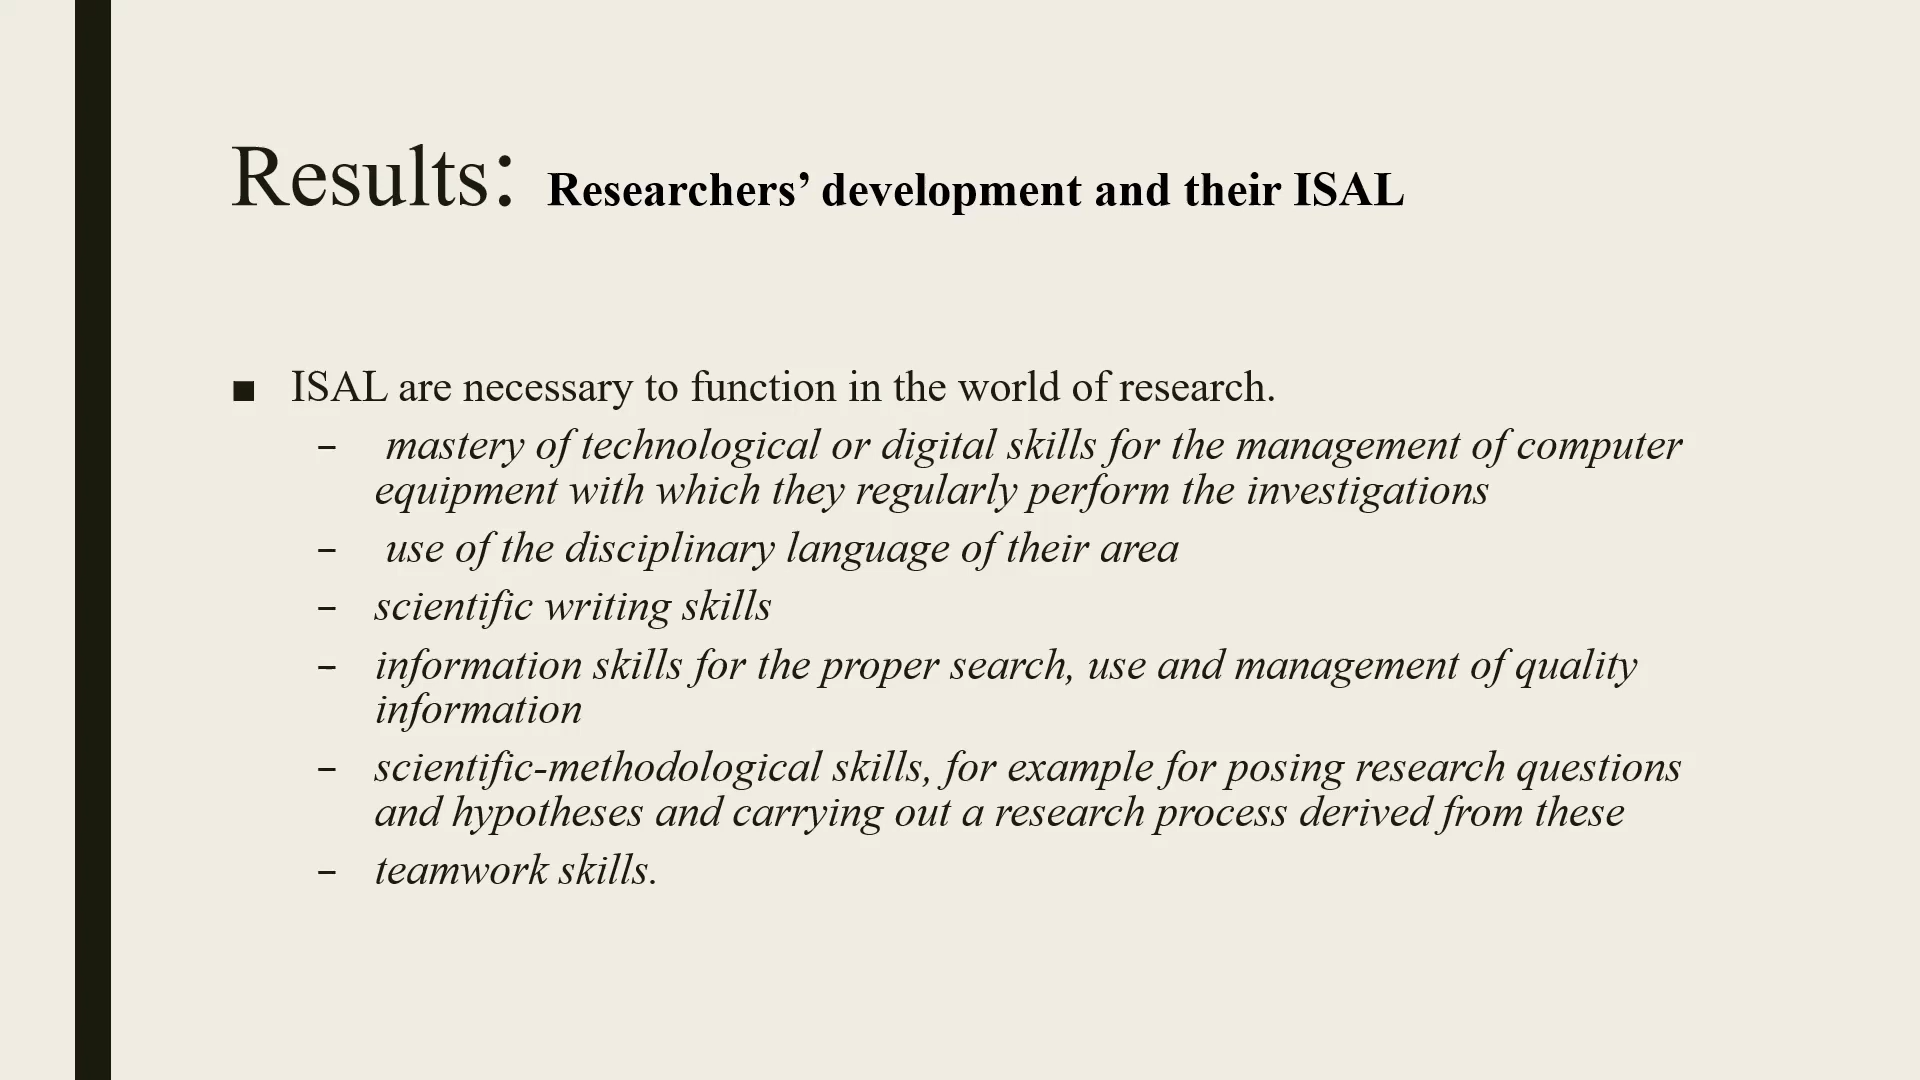 Results: Researchers’ development and their ISAL
■ ISAL are necessary to function in the world of research.
– mastery of technological or digital skills for the management of computer
equipment with which they regularly perform the investigations
– use of the disciplinary language of their area
– scientific writing skills
– information skills for the proper search, use and management of quality
information
– scientific-methodological skills, for example for posing research questions
and hypotheses and carrying out a research process derived from these
– teamwork skills.